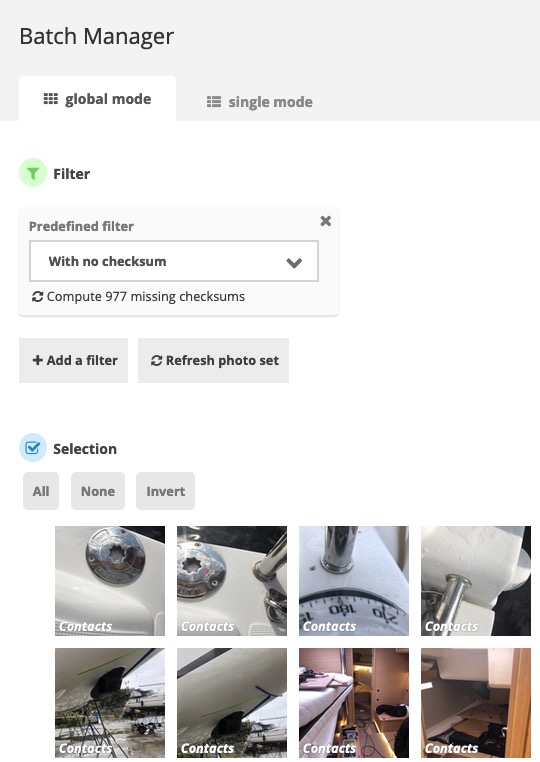 Batch Manager
global mode
single mode
Filter
Predefined filter
With no checksum
Compute 977 missing checksums
Add a filter
Refresh photo set
Selection
All
None
Invert
Contacts
Contacts
180
Contacts
Contacts
Contacts
Contacts
Contacts
Contacts